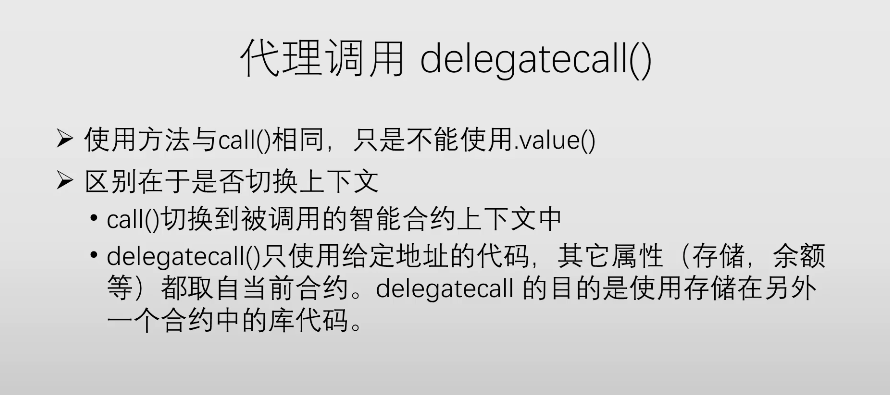 代理调用 delegatecall()
➢ 使用方法与call()相同，只是不能使用.value()
➢ 区别在于是否切换上下文
• call()切换到被调用的智能合约上下文中
• delegatecall()只使用给定地址的代码，其它属性（存储，余额
等）都取自当前合约。delegatecall 的目的是使用存储在另外
一个合约中的库代码。